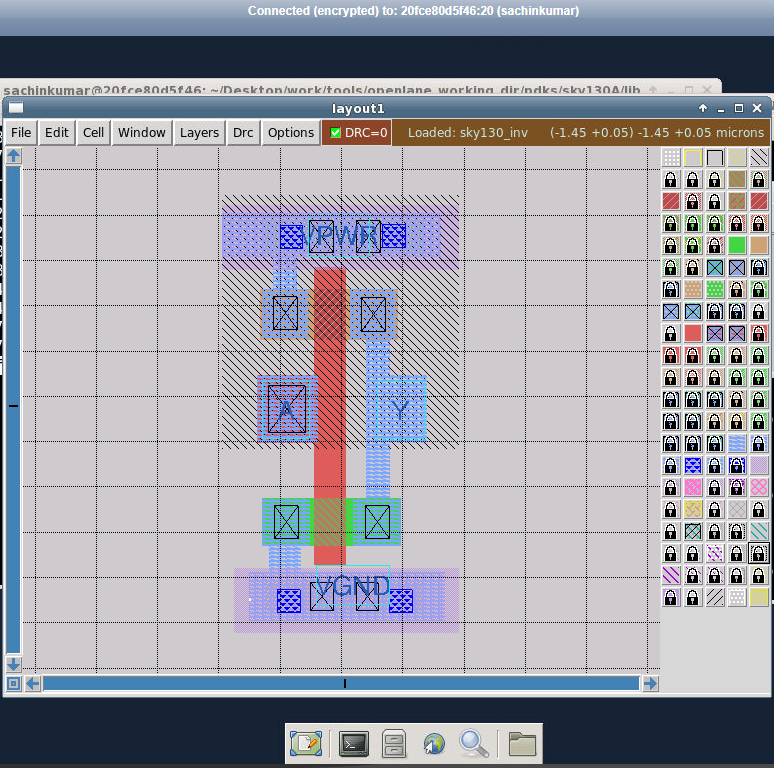 Connected (encrypted) to: 20fce80d5f46:20 (sachinkumar)
sachinkumar@20fce80d5f46: ~/Desktop/work/tools/openlane_working_dir/pdks/sky130A/lib
layout1
File Edit Cell Window Layers Drc Options DRC=0 Loaded: sky130_inv (-1.45 +0.05) -1.45 +0.05 microns
VPWR
A Y
VGND